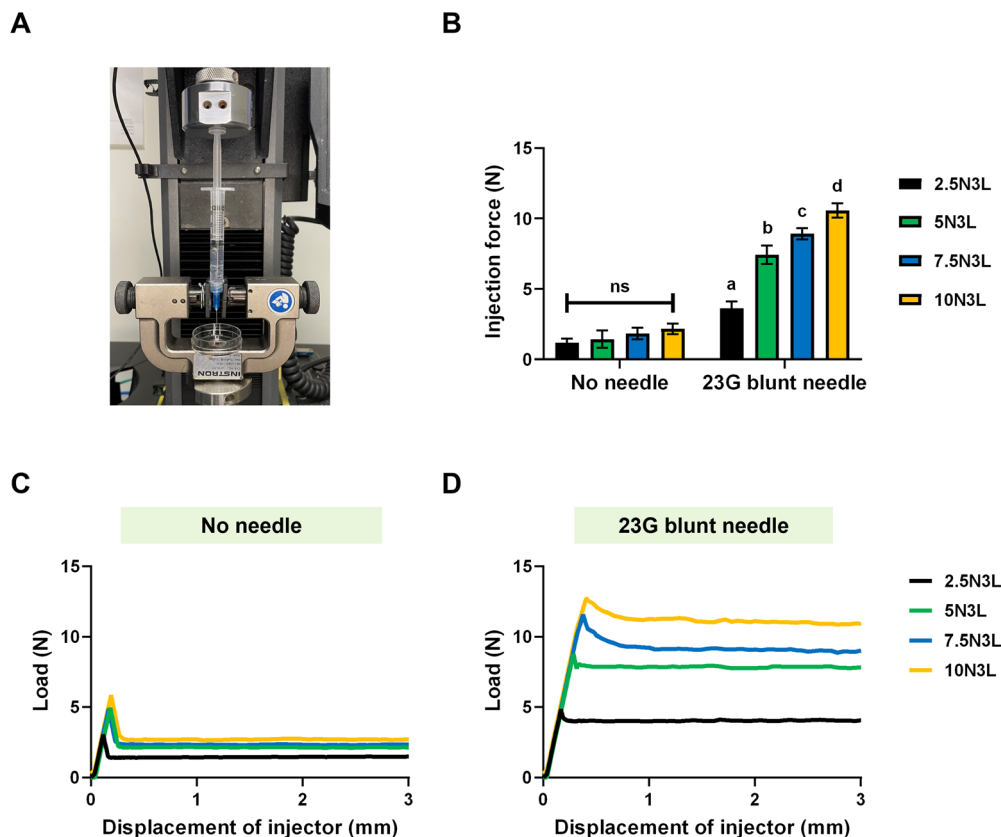 A
B
Injection force (N)
15
10
5
0
ns
a
b
c
d
No needle
23G blunt needle
2.5N3L
5N3L
7.5N3L
10N3L
INSTRON
C
No needle
Load (N)
15
10
5
0
0
1
2
3
Displacement of injector (mm)
D
23G blunt needle
Load (N)
15
10
5
0
0
1
2
3
Displacement of injector (mm)
2.5N3L
5N3L
7.5N3L
10N3L